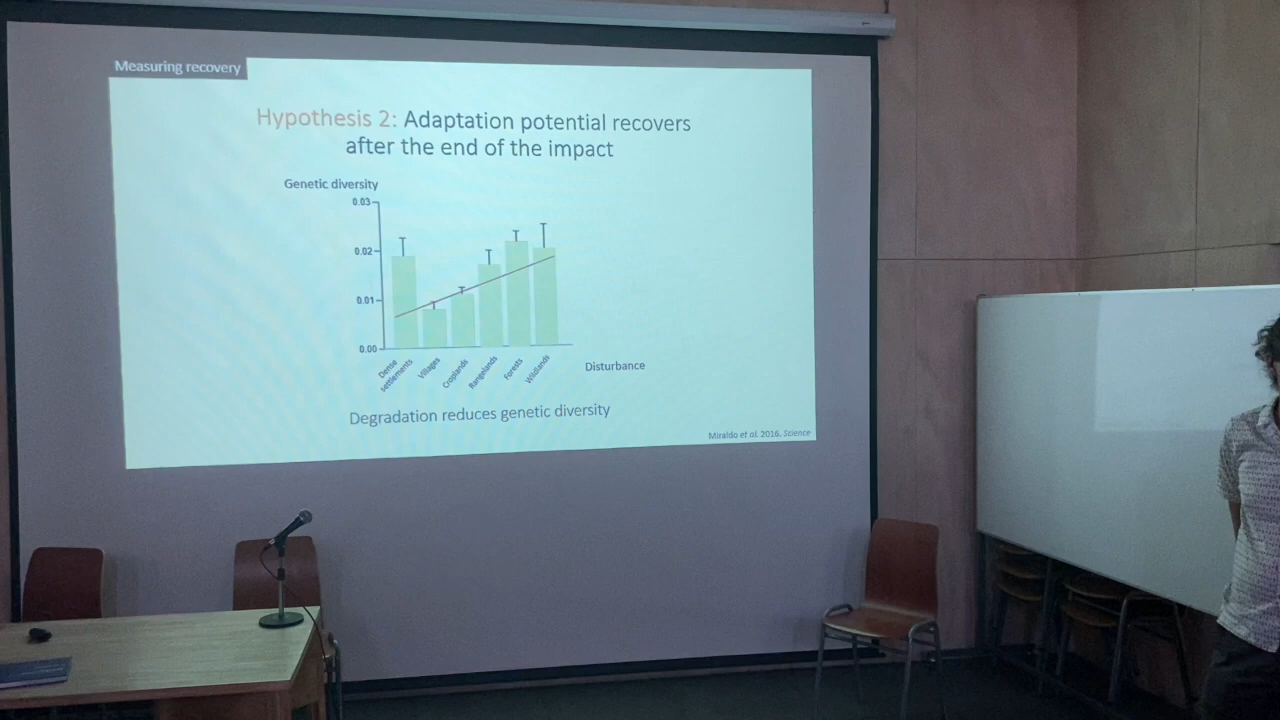 Measuring recovery
Hypothesis 2: Adaptation potential recovers
after the end of the impact
Genetic diversity
0.03
0.02
0.01
0.00
Dense
settlements
Villages
Croplands
Rangelands
Forests
Wildlands
Disturbance
Degradation reduces genetic diversity
Miraldo et al. 2016. Science